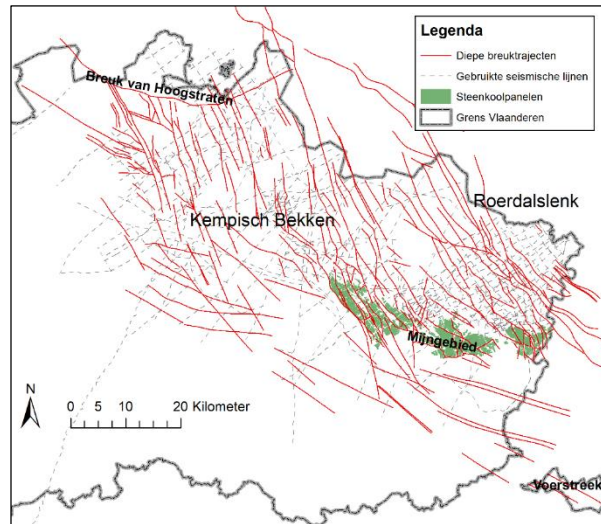 Legenda
Diepe breuktrajecten
Gebruikte seismische lijnen
Steenkoolpanelen
Grens Vlaanderen
Breuk van Hoogstraten
Roerdalslenk
Kempisch Bekken
Mijngebied
N
0 5 10 20 Kilometer
Voerstreek